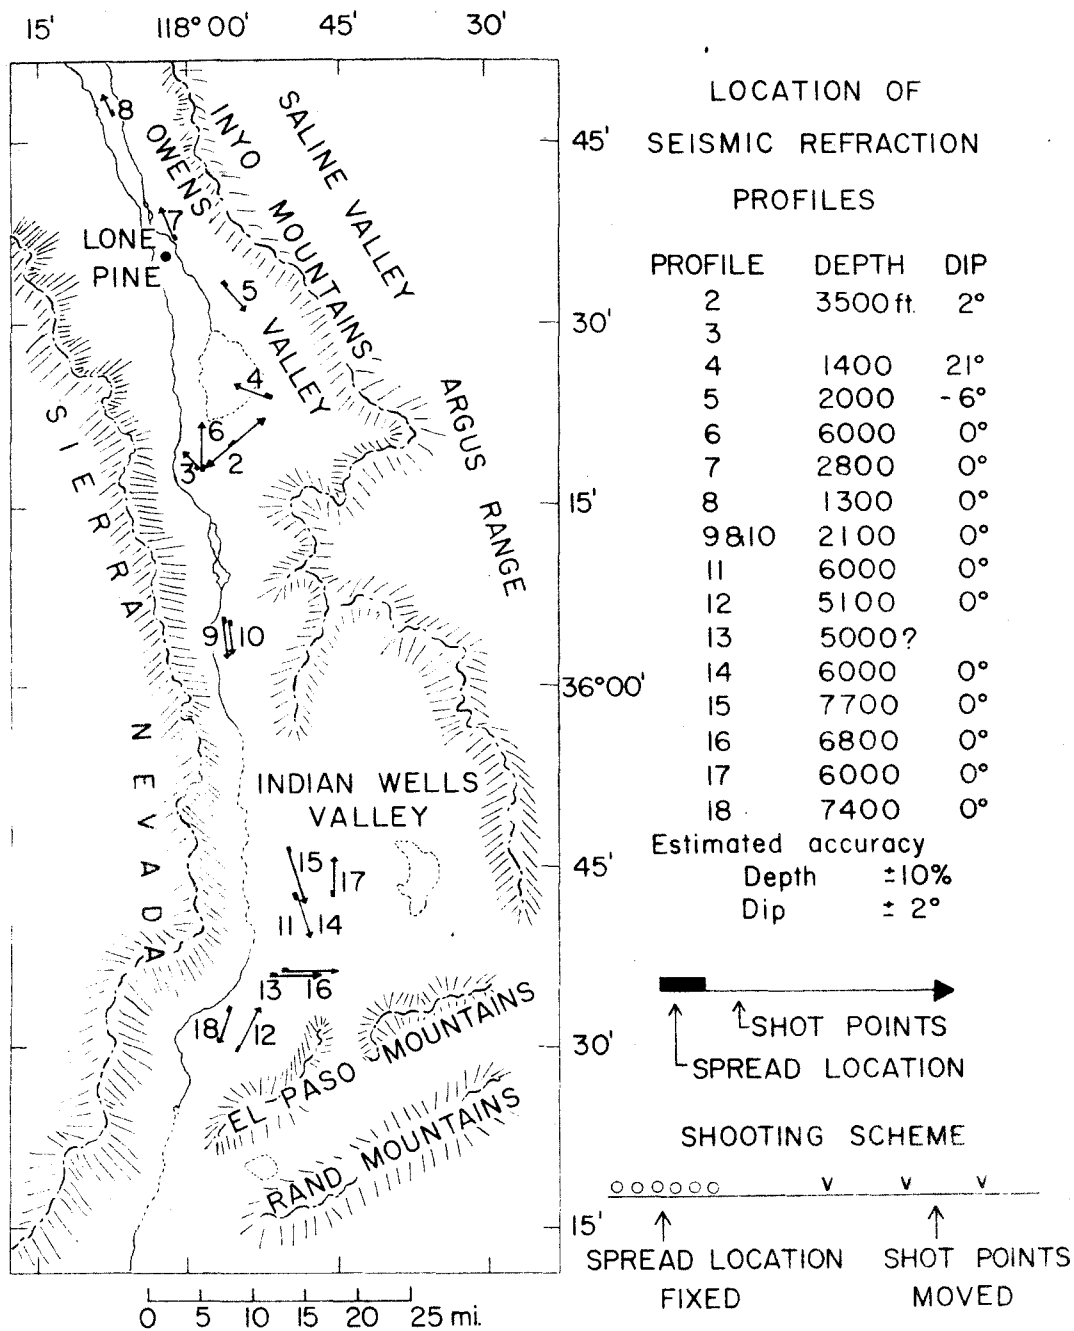 15' 118° 00' 45' 30'
LOCATION OF
SEISMIC REFRACTION
PROFILES
PROFILE DEPTH DIP
2 3500 ft. 2°
3
4 1400 21°
5 2000 -6°
6 6000 0°
7 2800 0°
8 1300 0°
9 & 10 2100 0°
11 6000 0°
12 5100 0°
13 5000?
14 6000 0°
15 7700 0°
16 6800 0°
17 6000 0°
18 7400 0°
Estimated accuracy
Depth ±10%
Dip ± 2°
SHOT POINTS
SPREAD LOCATION
SHOOTING SCHEME
SPREAD LOCATION
FIXED
SHOT POINTS
MOVED
45'
30'
15'
36°00'
45'
30'
15'
8
OWENS
VALLEY
INYO
MOUNTAINS
SALINE VALLEY
7
LONE
PINE
5
4
6
3
2
ARGUS RANGE
SIERRA
NEVADA
9
10
INDIAN WELLS
VALLEY
15
17
11
14
13
16
18
12
EL-PASO MOUNTAINS
RAND MOUNTAINS
0 5 10 15 20 25 mi.